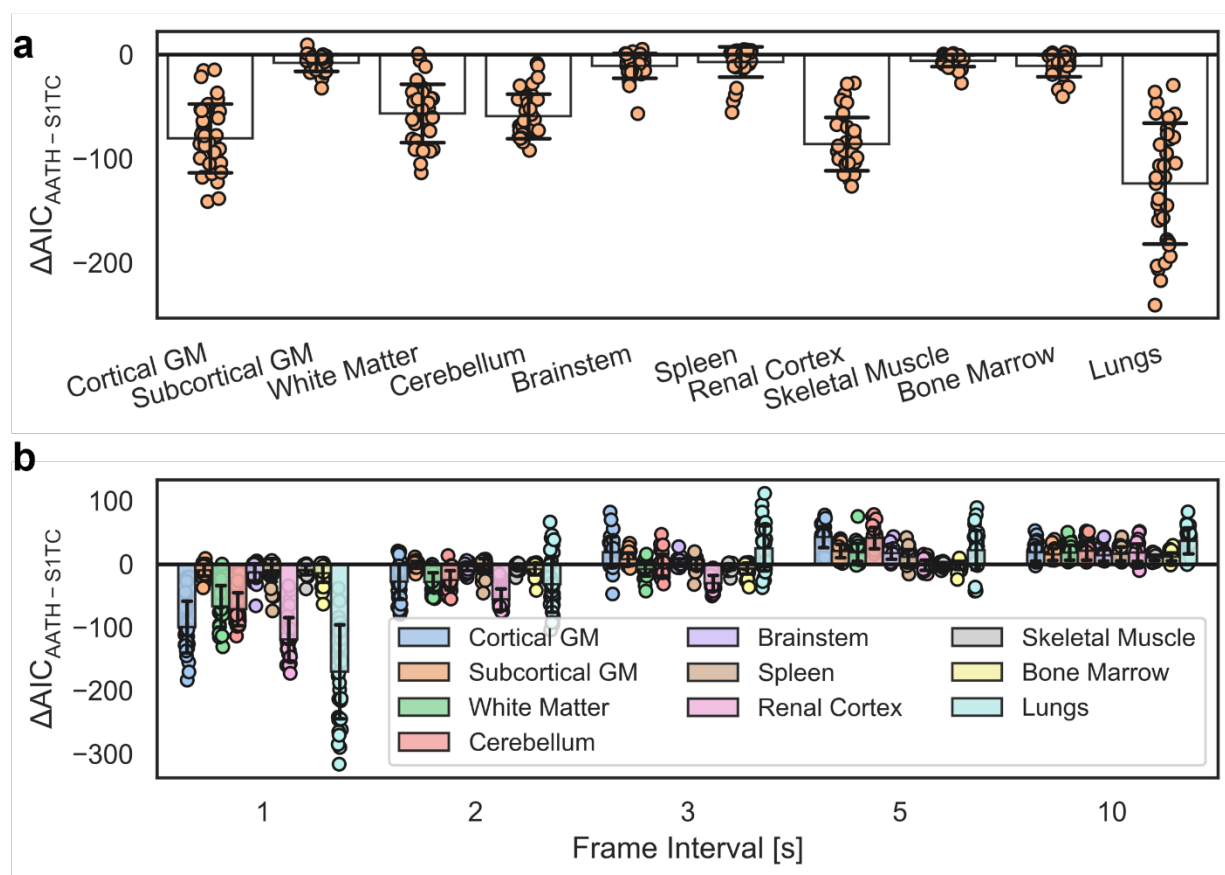 a
0
−100
−200
ΔAIC_AATH − S1TC
Cortical GM
Subcortical GM
White Matter
Cerebellum
Brainstem
Spleen
Renal Cortex
Skeletal Muscle
Bone Marrow
Lungs
b
100
0
−100
−200
−300
ΔAIC_AATH − S1TC
Cortical GM Brainstem Skeletal Muscle
Subcortical GM Spleen Bone Marrow
White Matter Renal Cortex Lungs
Cerebellum
1 2 3 5 10
Frame Interval [s]